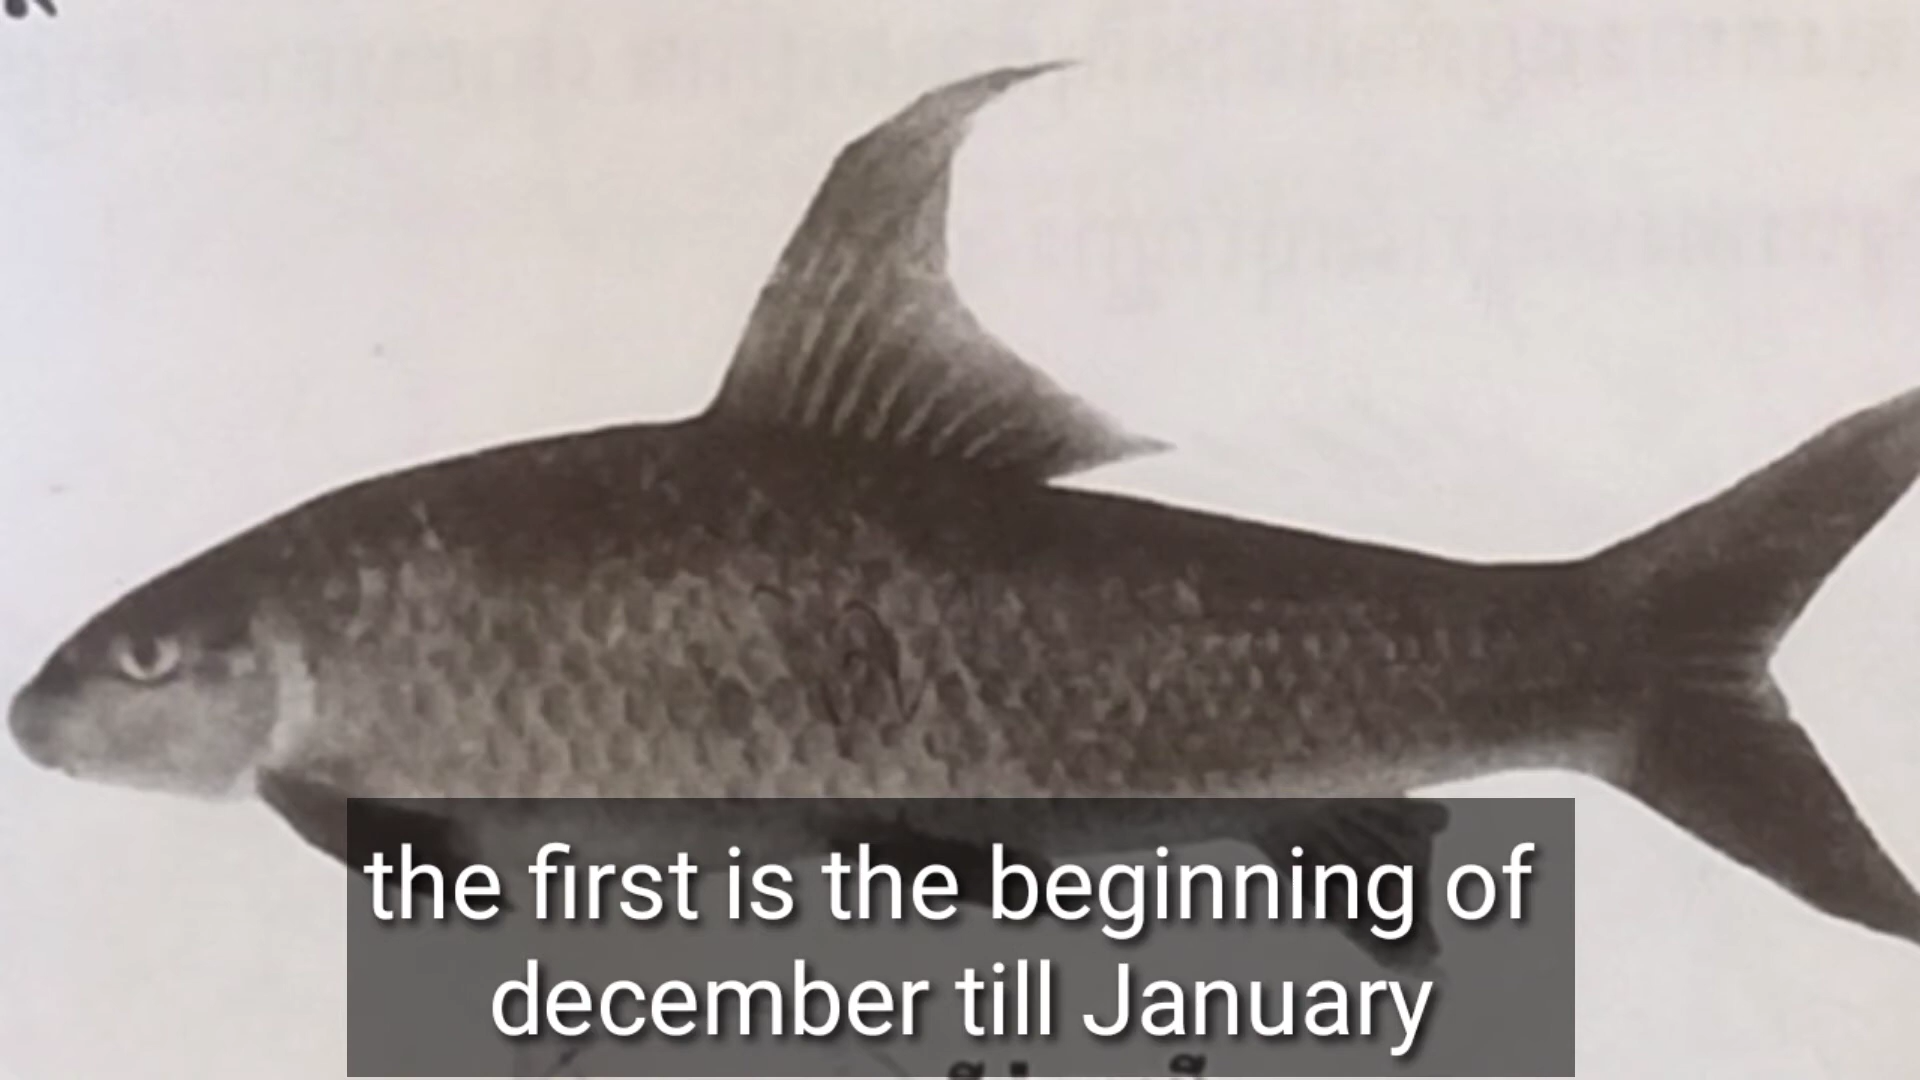 the first is the beginning of
december till January